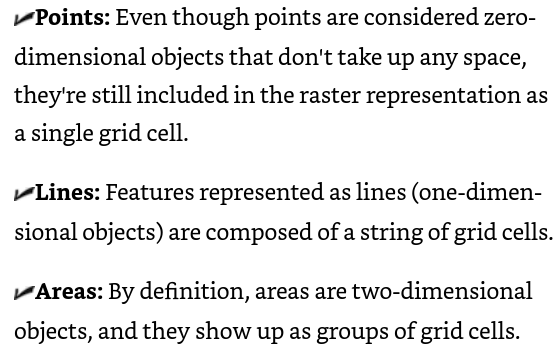 ✓Points: Even though points are considered zero-
dimensional objects that don't take up any space,
they're still included in the raster representation as
a single grid cell.
✓Lines: Features represented as lines (one-dimen-
sional objects) are composed of a string of grid cells.
✓Areas: By definition, areas are two-dimensional
objects, and they show up as groups of grid cells.